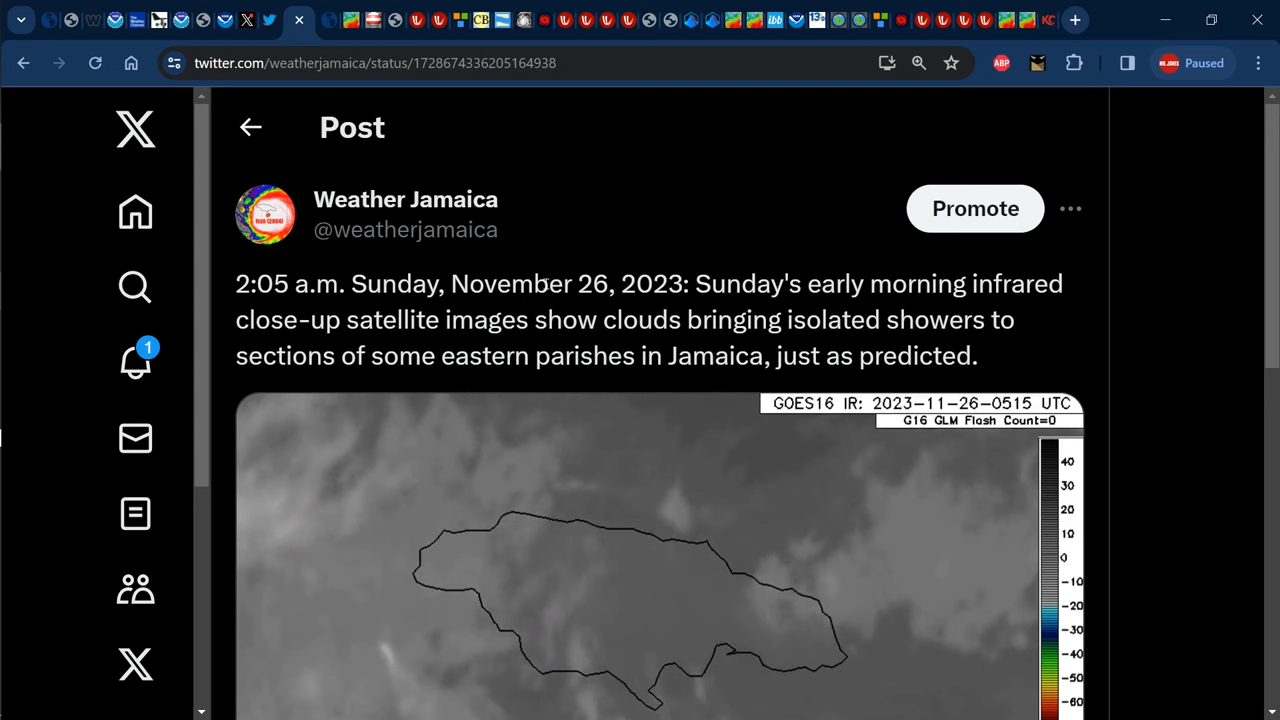 twitter.com/weatherjamaica/status/1728674336205164938
ABP
Paused
Post
Weather Jamaica
@weatherjamaica
Promote
1
2:05 a.m. Sunday, November 26, 2023: Sunday's early morning infrared
close-up satellite images show clouds bringing isolated showers to
sections of some eastern parishes in Jamaica, just as predicted.
GOES16 IR: 2023-11-26-0515 UTC
G16 GLM Flash Count=0
40
30
20
10
0
-10
-20
-30
-40
-50
-60